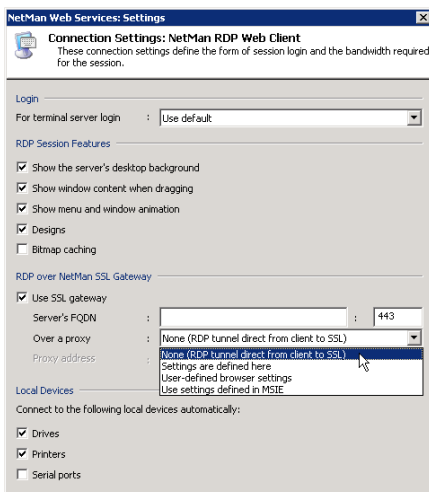 NetMan Web Services: Settings
Connection Settings: NetMan RDP Web Client
These connection settings define the form of session login and the bandwidth required
for the session.
Login
For terminal server login : Use default
RDP Session Features
Show the server's desktop background
Show window content when dragging
Show menu and window animation
Designs
Bitmap caching
RDP over NetMan SSL Gateway
Use SSL gateway
Server's FQDN : : 443
Over a proxy : None (RDP tunnel direct from client to SSL)
Proxy address : None (RDP tunnel direct from client to SSL)
Settings are defined here
User-defined browser settings
Use settings defined in MSIE
Local Devices
Connect to the following local devices automatically:
Drives
Printers
Serial ports